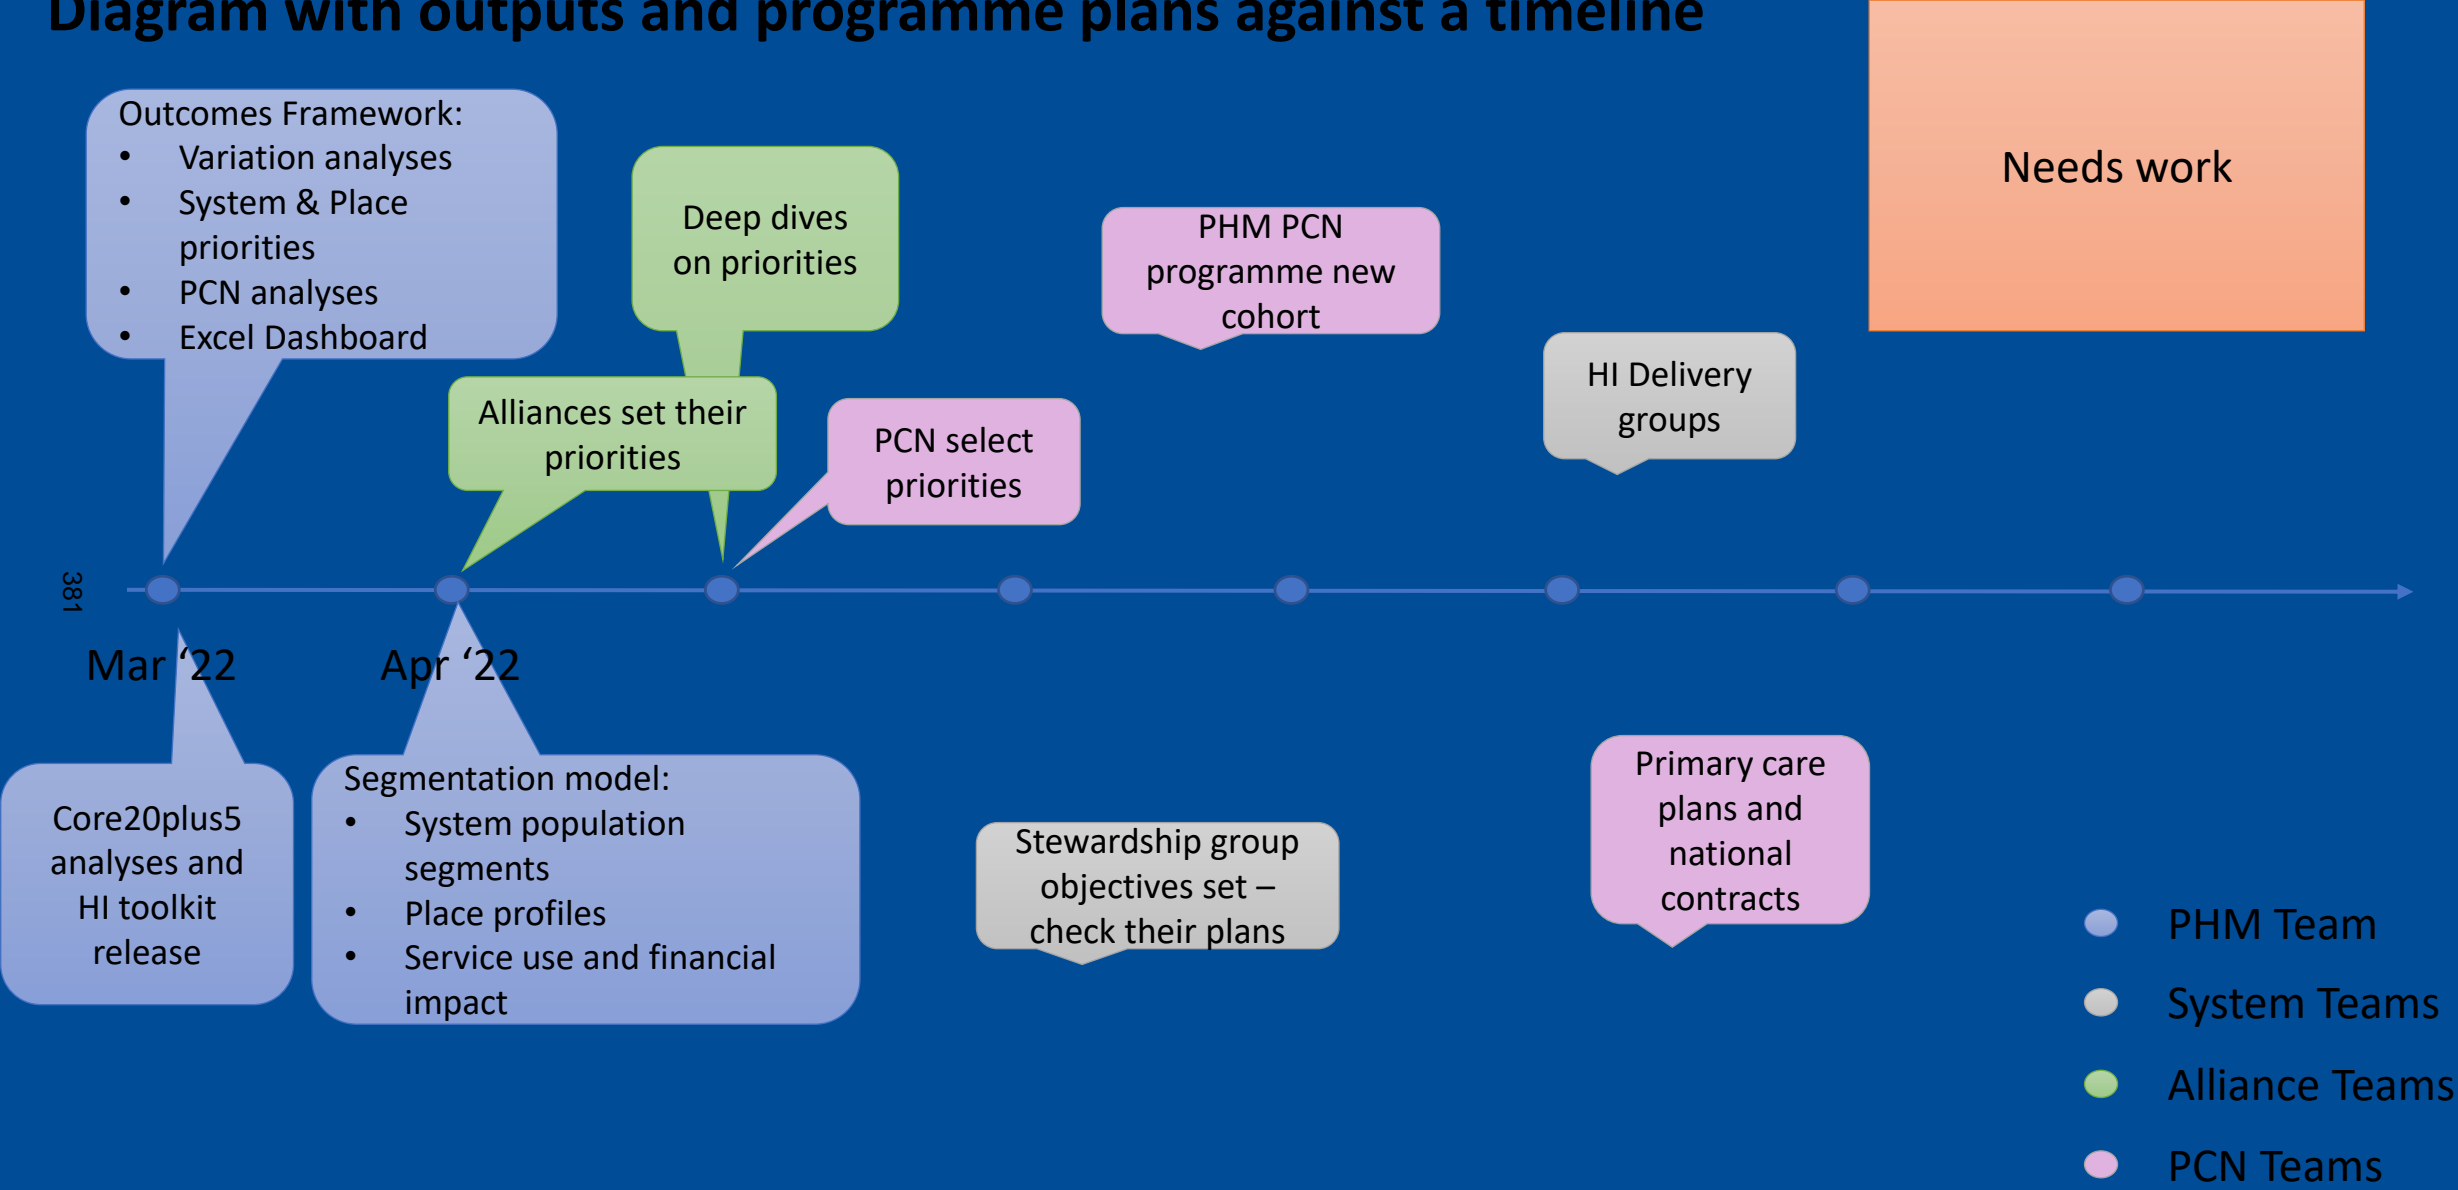 Diagram with outputs and programme plans against a timeline
Needs work
Outcomes Framework:
• Variation analyses
• System & Place
priorities
• PCN analyses
• Excel Dashboard
Deep dives
on priorities
PHM PCN
programme new
cohort
HI Delivery
groups
Alliances set their
priorities
PCN select
priorities
381
Mar ‘22
Apr ‘22
Core20plus5
analyses and
HI toolkit
release
Segmentation model:
• System population
segments
• Place profiles
• Service use and financial
impact
Stewardship group
objectives set –
check their plans
Primary care
plans and
national
contracts
PHM Team
System Teams
Alliance Teams
PCN Teams